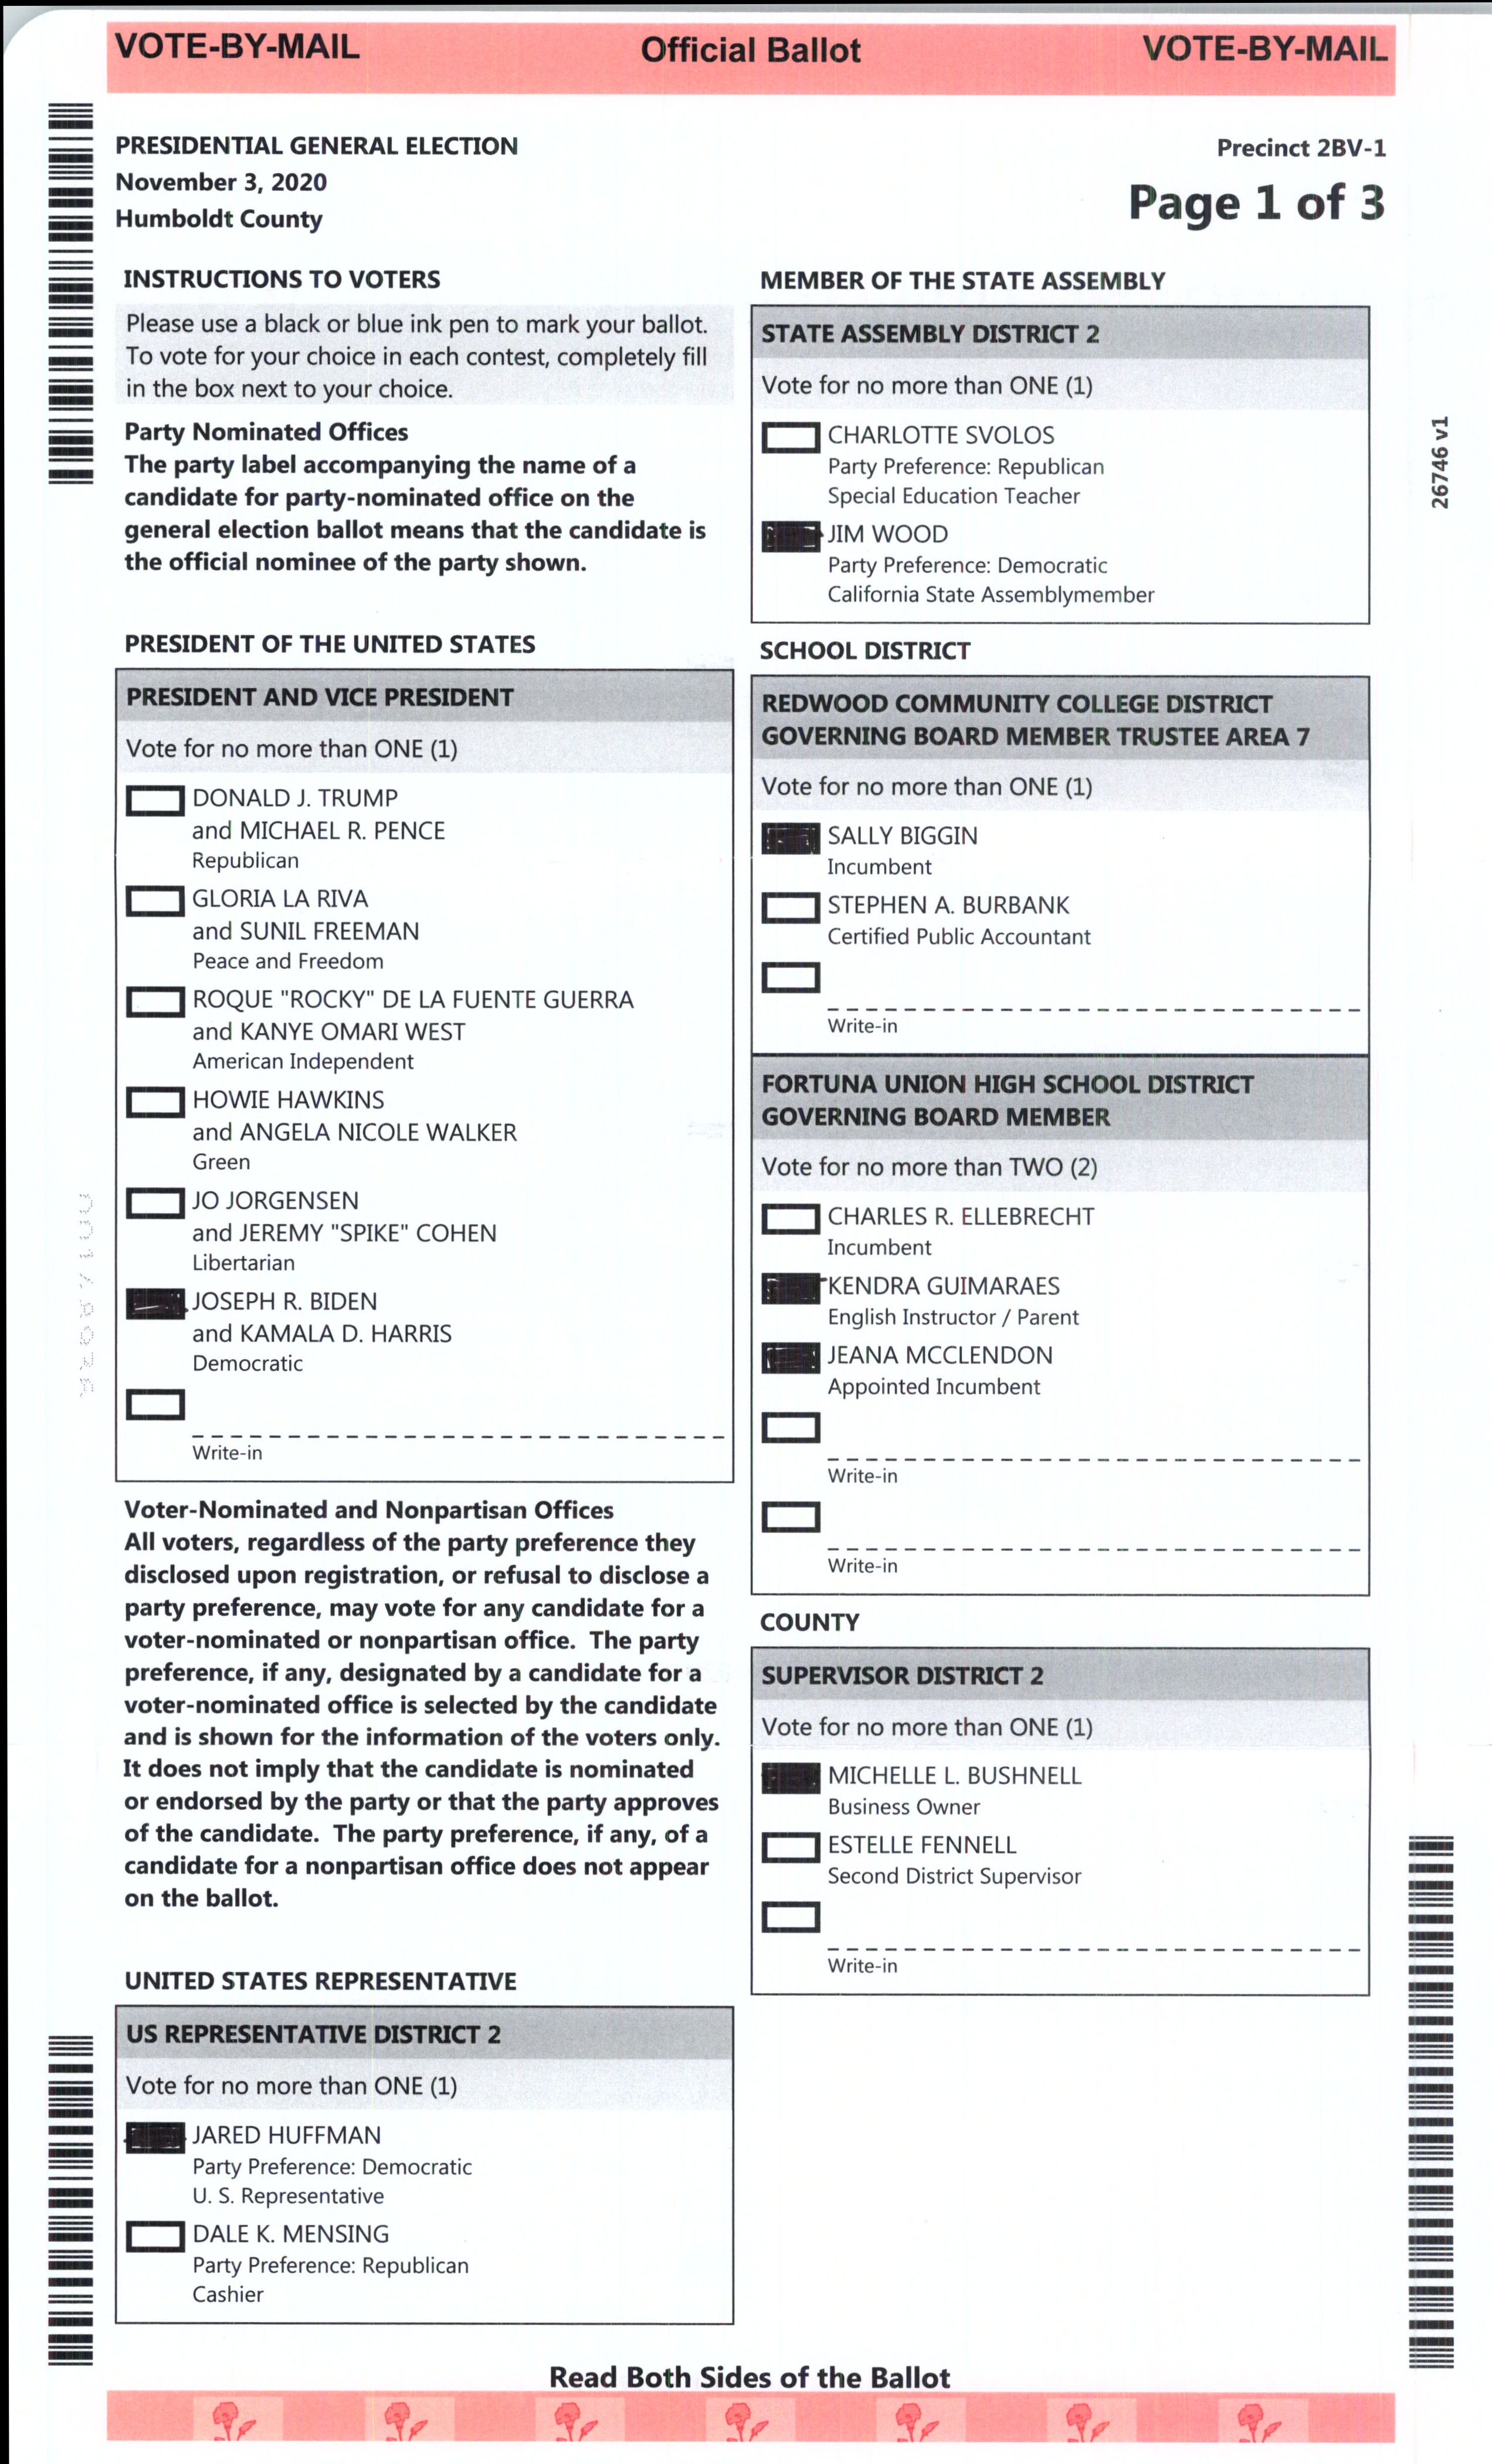 VOTE-BY-MAIL Official Ballot VOTE-BY-MAIL
PRESIDENTIAL GENERAL ELECTION
November 3, 2020
Humboldt County
Precinct 2BV-1
Page 1 of 3
INSTRUCTIONS TO VOTERS
Please use a black or blue ink pen to mark your ballot.
To vote for your choice in each contest, completely fill
in the box next to your choice.
Party Nominated Offices
The party label accompanying the name of a
candidate for party-nominated office on the
general election ballot means that the candidate is
the official nominee of the party shown.
PRESIDENT OF THE UNITED STATES
PRESIDENT AND VICE PRESIDENT
Vote for no more than ONE (1)
DONALD J. TRUMP
and MICHAEL R. PENCE
Republican
GLORIA LA RIVA
and SUNIL FREEMAN
Peace and Freedom
ROQUE "ROCKY" DE LA FUENTE GUERRA
and KANYE OMARI WEST
American Independent
HOWIE HAWKINS
and ANGELA NICOLE WALKER
Green
JO JORGENSEN
and JEREMY "SPIKE" COHEN
Libertarian
JOSEPH R. BIDEN
and KAMALA D. HARRIS
Democratic
Write-in
Voter-Nominated and Nonpartisan Offices
All voters, regardless of the party preference they
disclosed upon registration, or refusal to disclose a
party preference, may vote for any candidate for a
voter-nominated or nonpartisan office. The party
preference, if any, designated by a candidate for a
voter-nominated office is selected by the candidate
and is shown for the information of the voters only.
It does not imply that the candidate is nominated
or endorsed by the party or that the party approves
of the candidate. The party preference, if any, of a
candidate for a nonpartisan office does not appear
on the ballot.
UNITED STATES REPRESENTATIVE
US REPRESENTATIVE DISTRICT 2
Vote for no more than ONE (1)
JARED HUFFMAN
Party Preference: Democratic
U. S. Representative
DALE K. MENSING
Party Preference: Republican
Cashier
MEMBER OF THE STATE ASSEMBLY
STATE ASSEMBLY DISTRICT 2
Vote for no more than ONE (1)
CHARLOTTE SVOLOS
Party Preference: Republican
Special Education Teacher
JIM WOOD
Party Preference: Democratic
California State Assemblymember
SCHOOL DISTRICT
REDWOOD COMMUNITY COLLEGE DISTRICT
GOVERNING BOARD MEMBER TRUSTEE AREA 7
Vote for no more than ONE (1)
SALLY BIGGIN
Incumbent
STEPHEN A. BURBANK
Certified Public Accountant
Write-in
FORTUNA UNION HIGH SCHOOL DISTRICT
GOVERNING BOARD MEMBER
Vote for no more than TWO (2)
CHARLES R. ELLEBRECHT
Incumbent
KENDRA GUIMARAES
English Instructor / Parent
JEANA MCCLENDON
Appointed Incumbent
Write-in
Write-in
COUNTY
SUPERVISOR DISTRICT 2
Vote for no more than ONE (1)
MICHELLE L. BUSHNELL
Business Owner
ESTELLE FENNELL
Second District Supervisor
Write-in
26746 v1
Read Both Sides of the Ballot